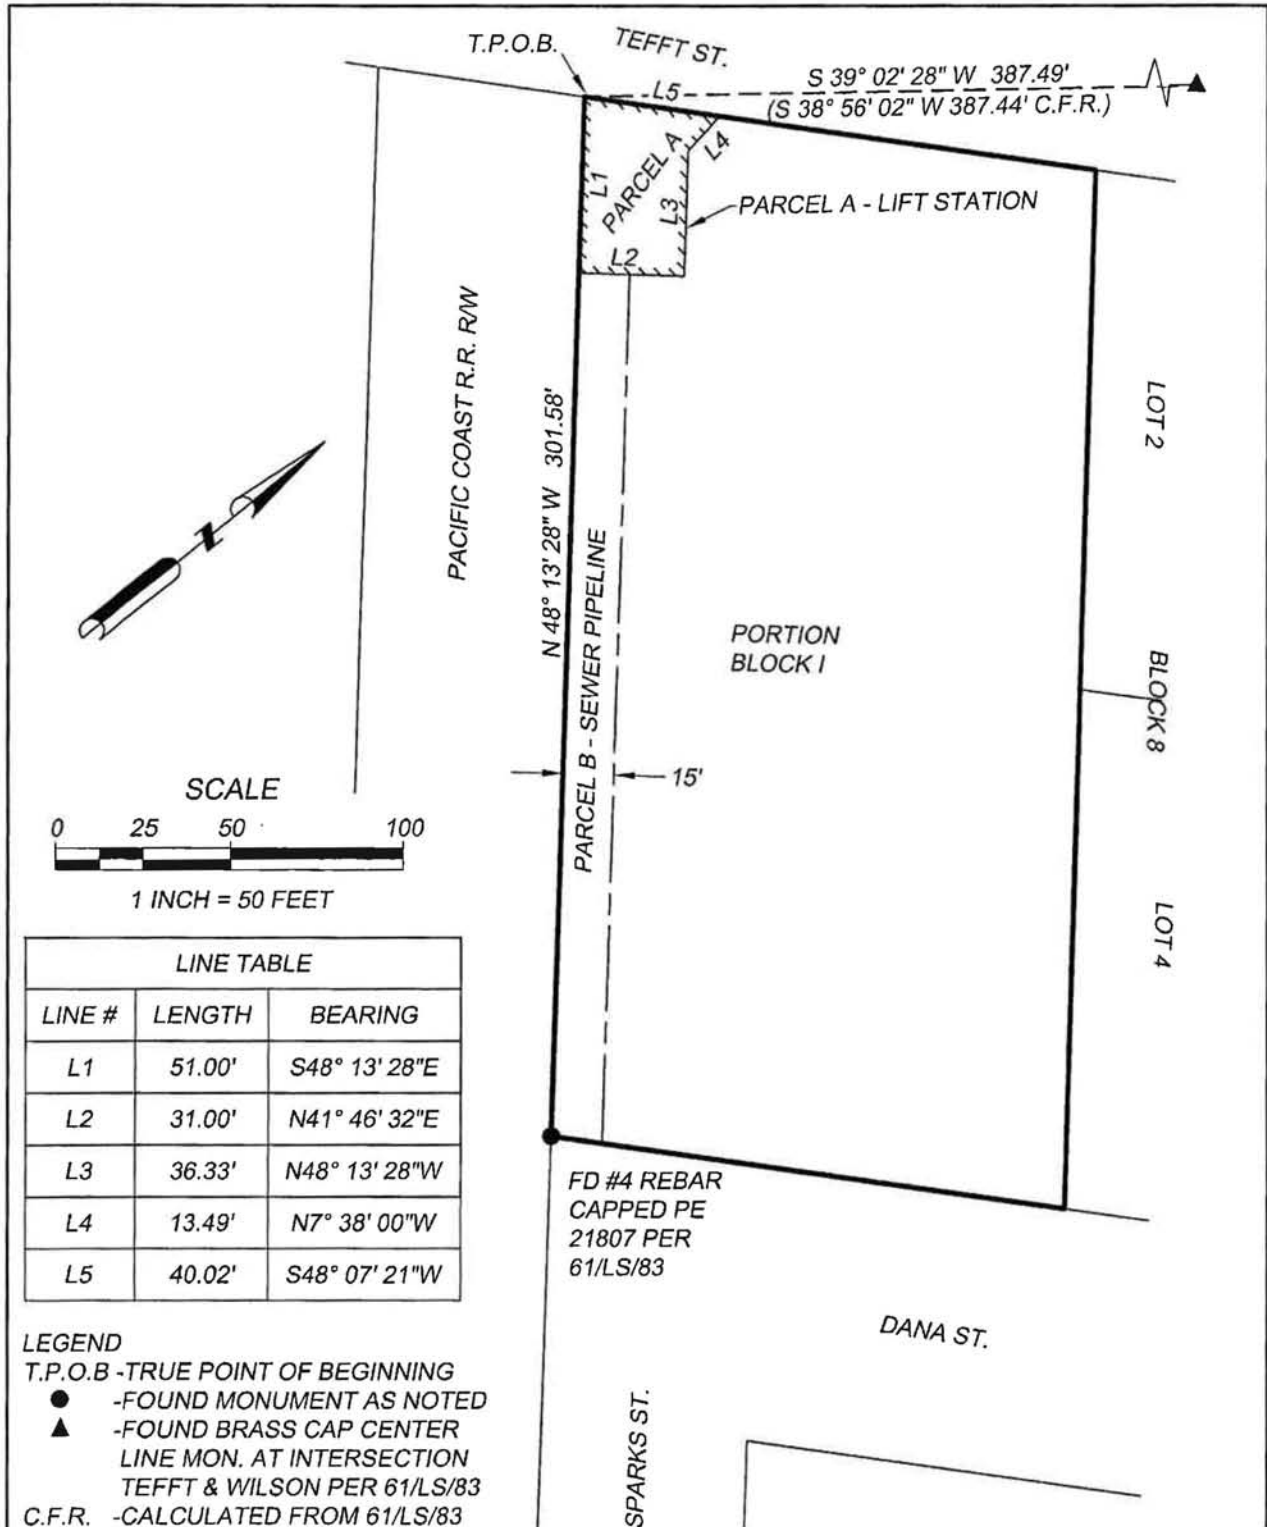 T.P.O.B.
TEFFT ST.
S 39° 02' 28" W 387.49'
(S 38° 56' 02" W 387.44' C.F.R.)
L5
L4
L1
PARCEL A
L3
L2
PARCEL A - LIFT STATION
PACIFIC COAST R.R. R/W
N 48° 13' 28" W 301.58'
PARCEL B - SEWER PIPELINE
15'
PORTION
BLOCK I
LOT 2
BLOCK 8
LOT 4
N
SCALE
0 25 50 100
1 INCH = 50 FEET
LINE TABLE
LINE # LENGTH BEARING
L1 51.00' S48° 13' 28"E
L2 31.00' N41° 46' 32"E
L3 36.33' N48° 13' 28"W
L4 13.49' N7° 38' 00"W
L5 40.02' S48° 07' 21"W
FD #4 REBAR
CAPPED PE
21807 PER
61/LS/83
DANA ST.
SPARKS ST.
LEGEND
T.P.O.B -TRUE POINT OF BEGINNING
-FOUND MONUMENT AS NOTED
-FOUND BRASS CAP CENTER
LINE MON. AT INTERSECTION
TEFFT & WILSON PER 61/LS/83
C.F.R. -CALCULATED FROM 61/LS/83